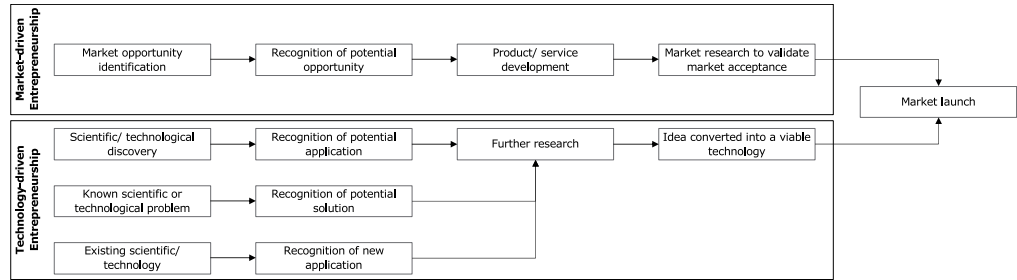 Market-driven
Entrepreneurship
Market opportunity
identification
Recognition of potential
opportunity
Product/ service
development
Market research to validate
market acceptance
Market launch
Technology-driven
Entrepreneurship
Scientific/ technological
discovery
Recognition of potential
application
Further research
Idea converted into a viable
technology
Known scientific or
technological problem
Recognition of potential
solution
Existing scientific/
technology
Recognition of new
application